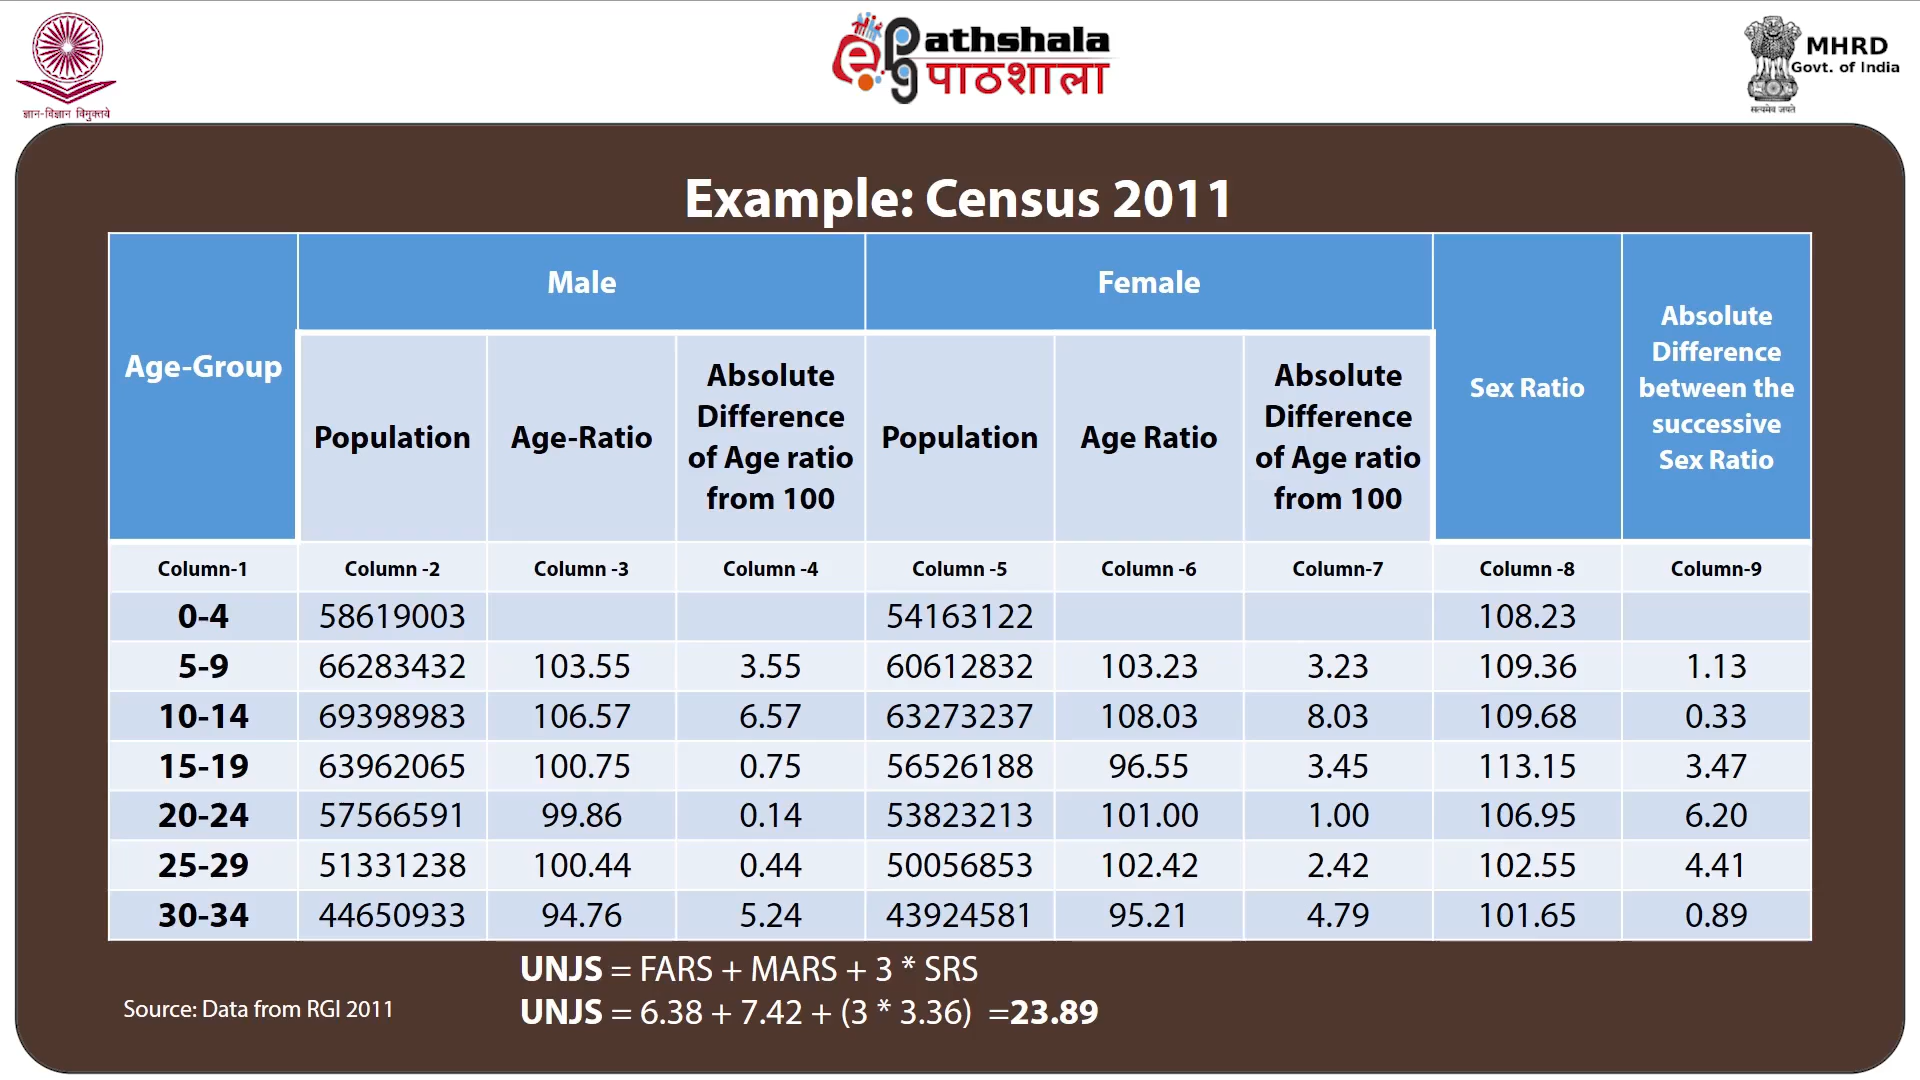 ज्ञान-विज्ञान विमुक्तये
ePathshala
पाठशाला
MHRD
Govt. of India
सत्यमेव जयते
Example: Census 2011
Age-Group Male Female Sex Ratio Absolute Difference between the successive Sex Ratio
Population Age-Ratio Absolute Difference of Age ratio from 100 Population Age Ratio Absolute Difference of Age ratio from 100
Column-1 Column -2 Column -3 Column -4 Column -5 Column -6 Column-7 Column -8 Column-9
0-4 58619003 54163122 108.23
5-9 66283432 103.55 3.55 60612832 103.23 3.23 109.36 1.13
10-14 69398983 106.57 6.57 63273237 108.03 8.03 109.68 0.33
15-19 63962065 100.75 0.75 56526188 96.55 3.45 113.15 3.47
20-24 57566591 99.86 0.14 53823213 101.00 1.00 106.95 6.20
25-29 51331238 100.44 0.44 50056853 102.42 2.42 102.55 4.41
30-34 44650933 94.76 5.24 43924581 95.21 4.79 101.65 0.89
UNJS = FARS + MARS + 3 * SRS
Source: Data from RGI 2011
UNJS = 6.38 + 7.42 + (3 * 3.36) =23.89